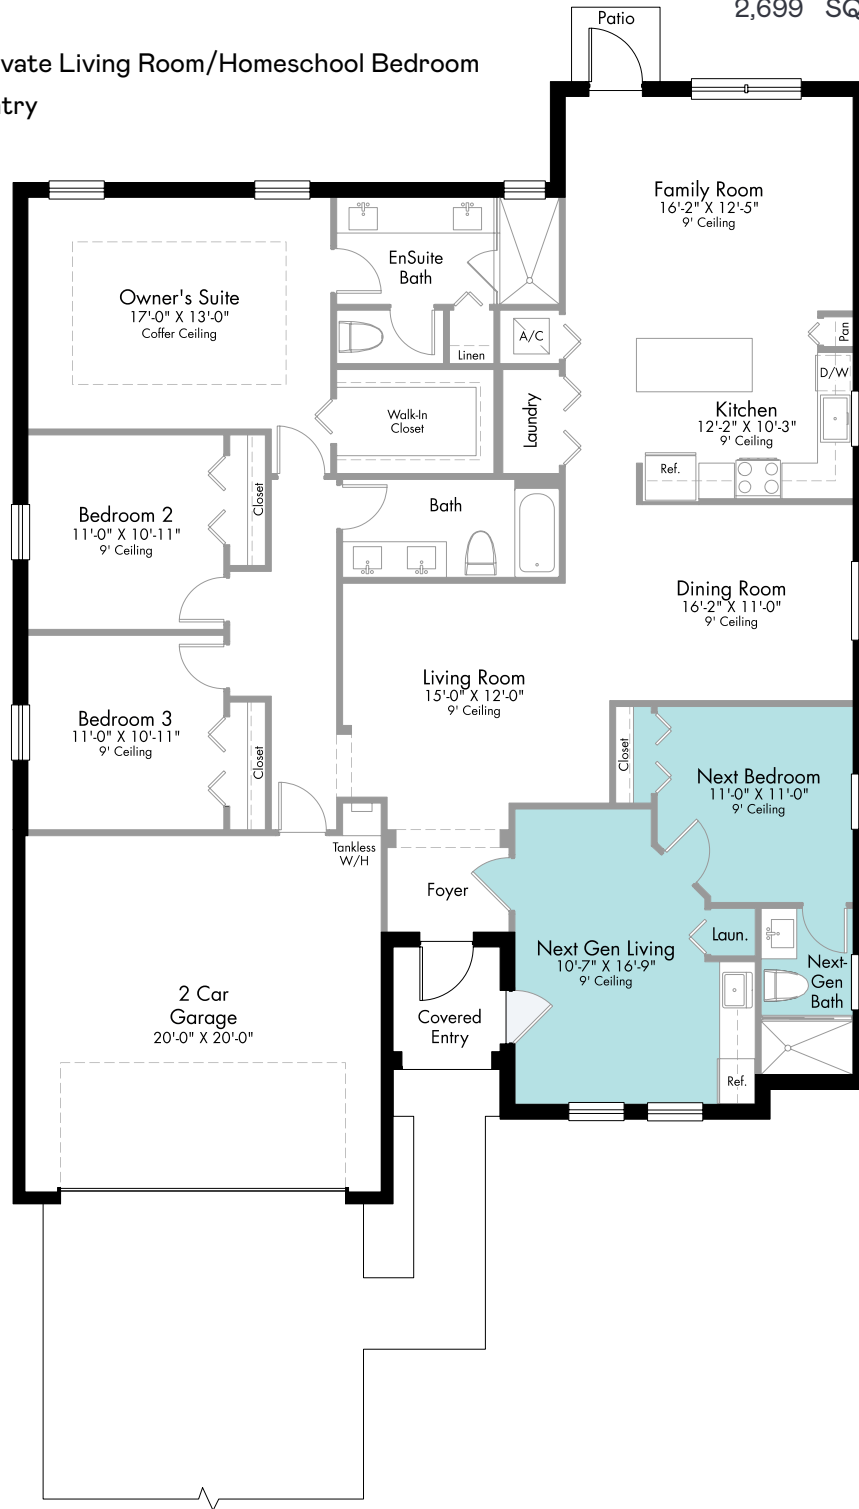 2,699 SQ
Patio
vate Living Room/Homeschool Bedroom
try
Family Room
16'-2" X 12'-5"
9' Ceiling
EnSuite
Bath
Owner's Suite
17'-0" X 13'-0"
Coffer Ceiling
A/C
Pan
Linen
D/W
Walk-In
Closet
Laundry
Kitchen
12'-2" X 10'-3"
9' Ceiling
Ref.
Closet
Bath
Bedroom 2
11'-0" X 10'-11"
9' Ceiling
Dining Room
16'-2" X 11'-0"
9' Ceiling
Living Room
15'-0" X 12'-0"
9' Ceiling
Bedroom 3
11'-0" X 10'-11"
9' Ceiling
Closet
Closet
Next Bedroom
11'-0" X 11'-0"
9' Ceiling
Tankless
W/H
Foyer
Laun.
Next Gen Living
10'-7" X 16'-9"
9' Ceiling
Next-
Gen
Bath
2 Car
Garage
20'-0" X 20'-0"
Covered
Entry
Ref.